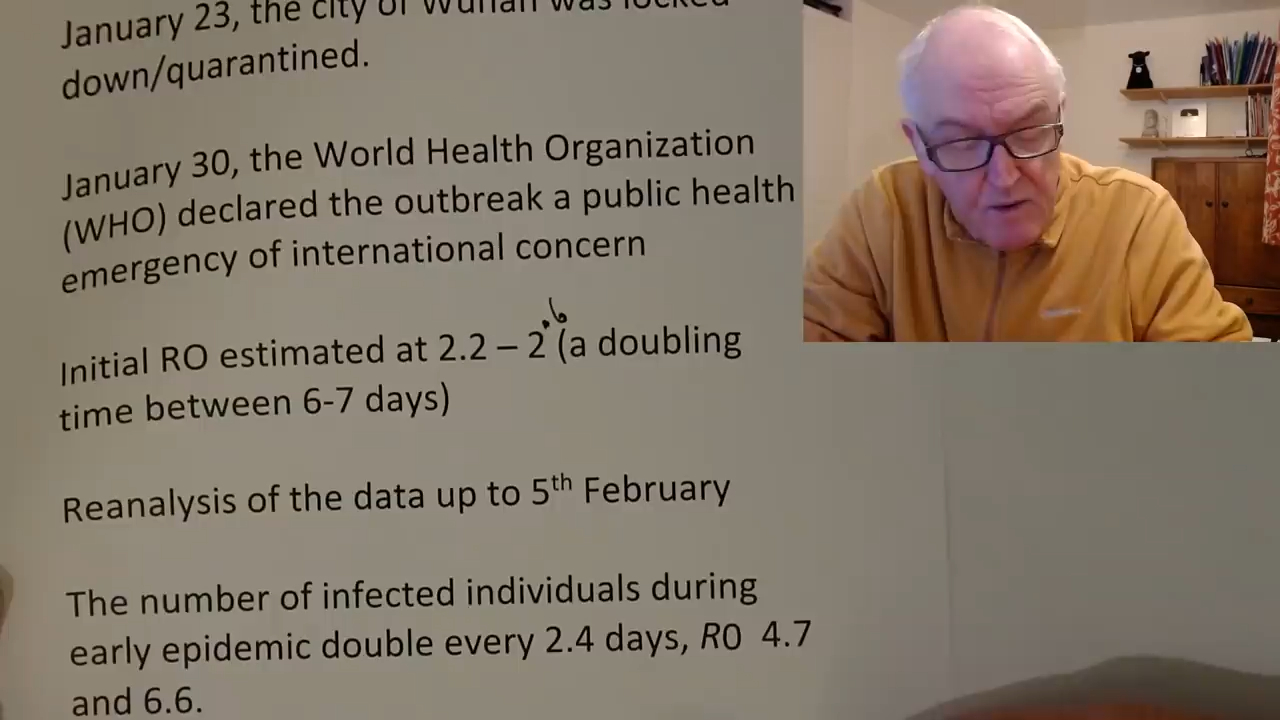 January 23, the city of Wuhan was locked
down/quarantined.
January 30, the World Health Organization
(WHO) declared the outbreak a public health
emergency of international concern
Initial RO estimated at 2.2 – 2.6 (a doubling
time between 6-7 days)
Reanalysis of the data up to 5th February
The number of infected individuals during
early epidemic double every 2.4 days, R0 4.7
and 6.6.